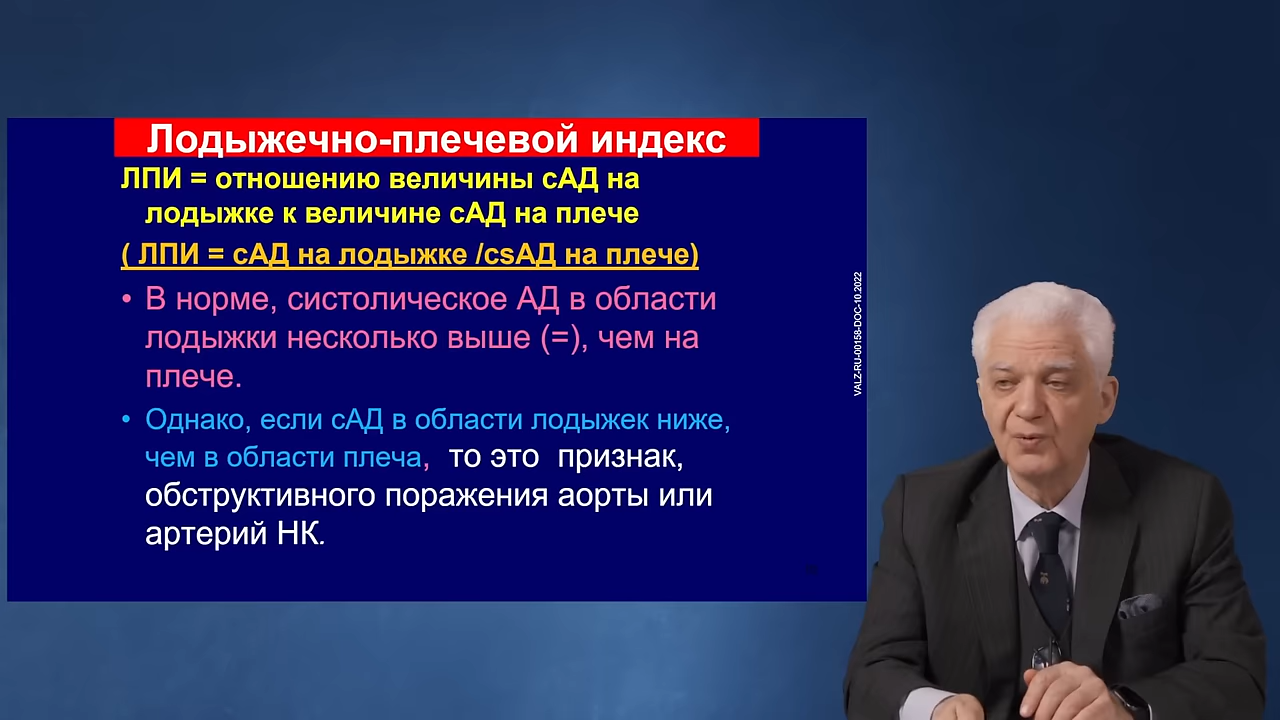 Лодыжечно-плечевой индекс
ЛПИ = отношению величины сАД на
лодыжке к величине сАД на плече
( ЛПИ = сАД на лодыжке /csАД на плече)
• В норме, систолическое АД в области
лодыжки несколько выше (=), чем на
плече.
• Однако, если сАД в области лодыжек ниже,
чем в области плеча, то это признак,
обструктивного поражения аорты или
артерий НК.
VALZ-RU-00158-DOC-10.2022